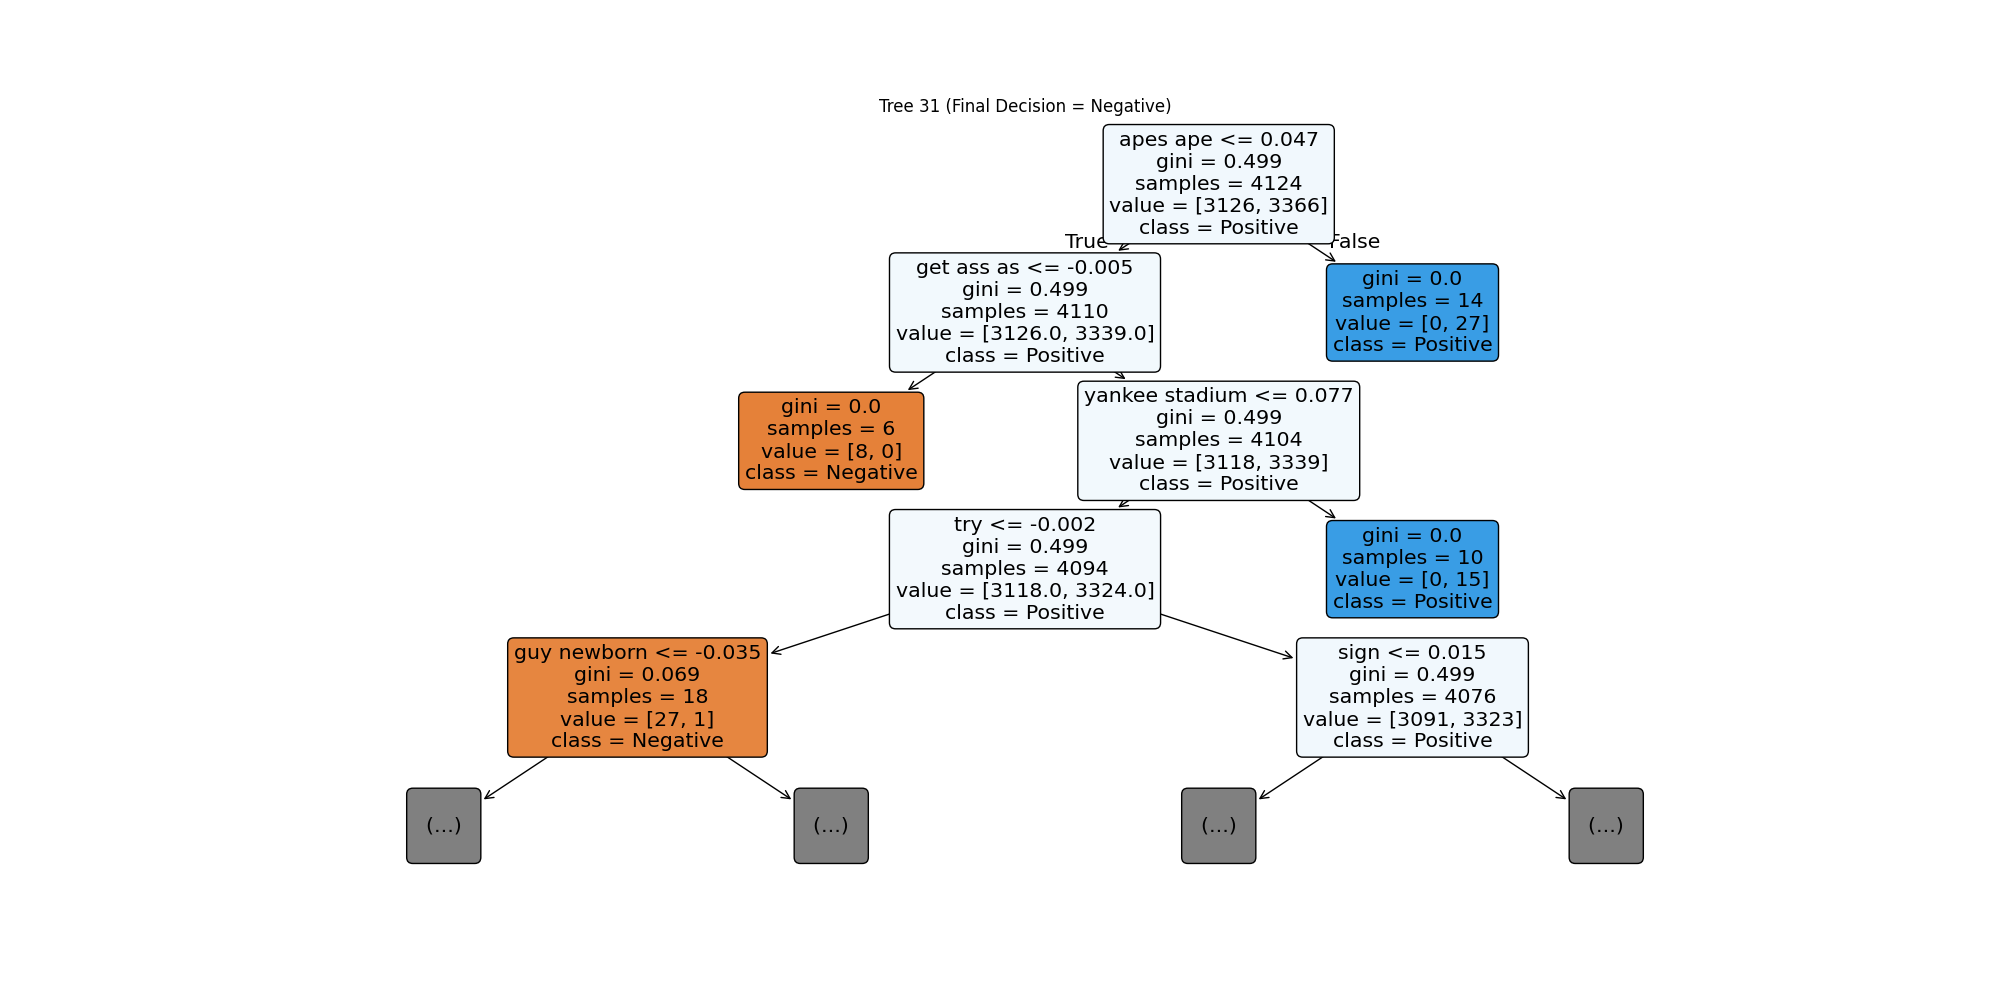 Tree 31 (Final Decision = Negative)
apes ape <= 0.047
gini = 0.499
samples = 4124
value = [3126, 3366]
class = Positive
True
False
get ass as <= -0.005
gini = 0.499
samples = 4110
value = [3126.0, 3339.0]
class = Positive
gini = 0.0
samples = 14
value = [0, 27]
class = Positive
gini = 0.0
samples = 6
value = [8, 0]
class = Negative
yankee stadium <= 0.077
gini = 0.499
samples = 4104
value = [3118, 3339]
class = Positive
try <= -0.002
gini = 0.499
samples = 4094
value = [3118.0, 3324.0]
class = Positive
gini = 0.0
samples = 10
value = [0, 15]
class = Positive
guy newborn <= -0.035
gini = 0.069
samples = 18
value = [27, 1]
class = Negative
sign <= 0.015
gini = 0.499
samples = 4076
value = [3091, 3323]
class = Positive
(...)
(...)
(...)
(...)